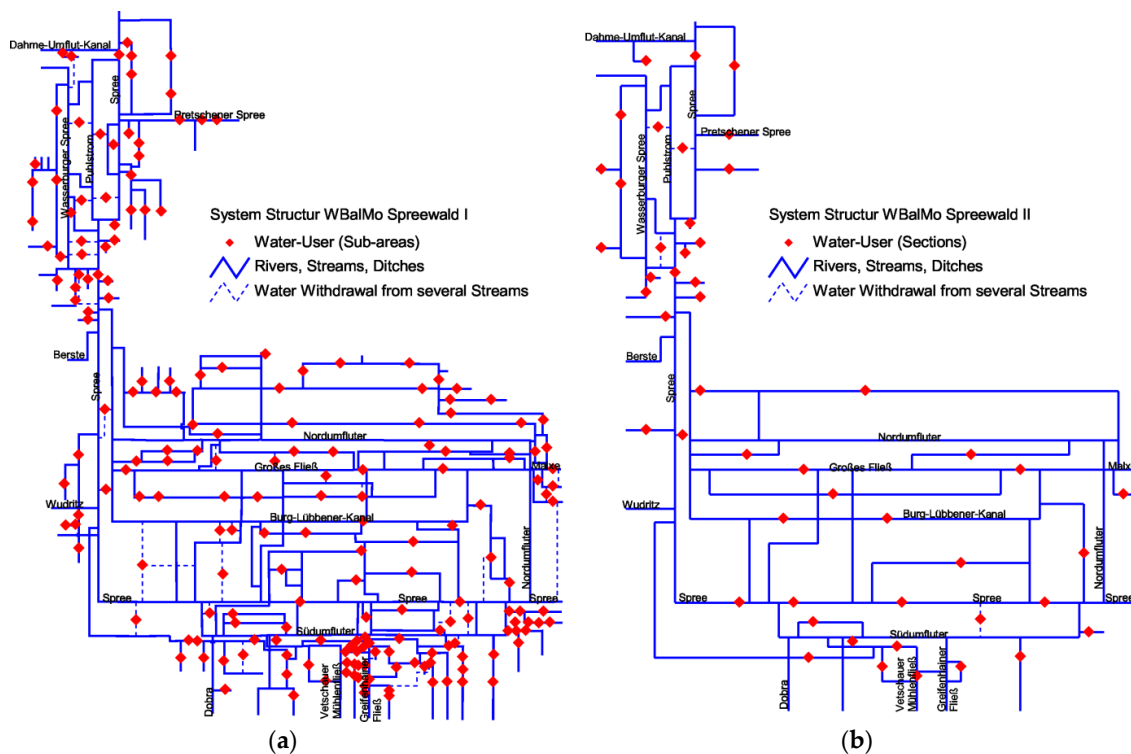 Dahme-Umflut-Kanal
Spree
Pretschener Spree
Wasserburger Spree
Puhlstrom
System Structur WBalMo Spreewald I
Water-User (Sub-areas)
Rivers, Streams, Ditches
Water Withdrawal from several Streams
Berste
Spree
Nordumfluter
Großes Fließ
Malxe
Wudritz
Burg-Lübbener-Kanal
Nordumfluter
Spree
Spree
Spree
Südumfluter
Dobra
Vetschauer
Mühlenfließ
Greifenhainer
Fließ
(a)
Dahme-Umflut-Kanal
Spree
Pretschener Spree
Wasserburger Spree
Puhlstrom
System Structur WBalMo Spreewald II
Water-User (Sections)
Rivers, Streams, Ditches
Water Withdrawal from several Streams
Berste
Spree
Nordumfluter
Großes Fließ
Malxe
Wudritz
Burg-Lübbener-Kanal
Nordumfluter
Spree
Spree
Spree
Südumfluter
Dobra
Vetschauer
Mühlenfließ
Greifenhainer
Fließ
(b)